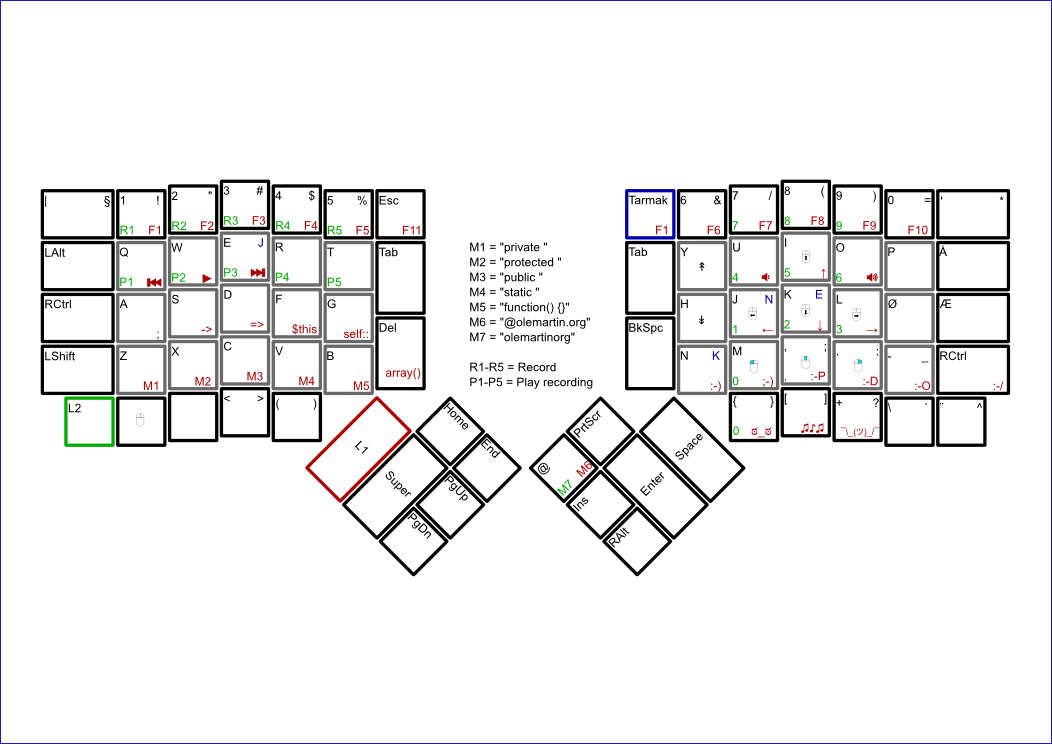 | §
1 ! R1 F1
2 " R2 F2
3 # R3 F3
4 $ R4 F4
5 % R5 F5
Esc F11
Tarmak F1
6 & F6
7 / 7 F7
8 ( 8 F8
9 ) 9 F9
0 = F10
' *
LAlt
Q P1 ⏮
W P2 ▶
E J P3 ⏭
R P4
T P5
Tab
Tab
Y ↟
U 4
I 5 ↑
O 6
P
Å
RCtrl
A ;
S ->
D =>
F $this
G self::
Del array()
BkSpc
H ↡
J N 1 ←
K E 2 ↓
L 3 →
Ø
Æ
LShift
Z M1
X M2
C M3
V M4
B M5
N K :-)
M 0 ;-)
, ; :-P
. : :-D
- _ :-O
RCtrl :-/
L2
< >
( )
{ } 0 ಠ_ಠ
[ ] ♫♪♫
+ ? ¯\_(ツ)_/¯
\ `
¨ ^
M1 = "private "
M2 = "protected "
M3 = "public "
M4 = "static "
M5 = "function() {}"
M6 = "@olemartin.org"
M7 = "olemartinorg"
R1-R5 = Record
P1-P5 = Play recording
L1
Super
Home
End
PgUp
PgDn
@ M7 M6
PrtScr
Ins
Enter
Space
RAlt